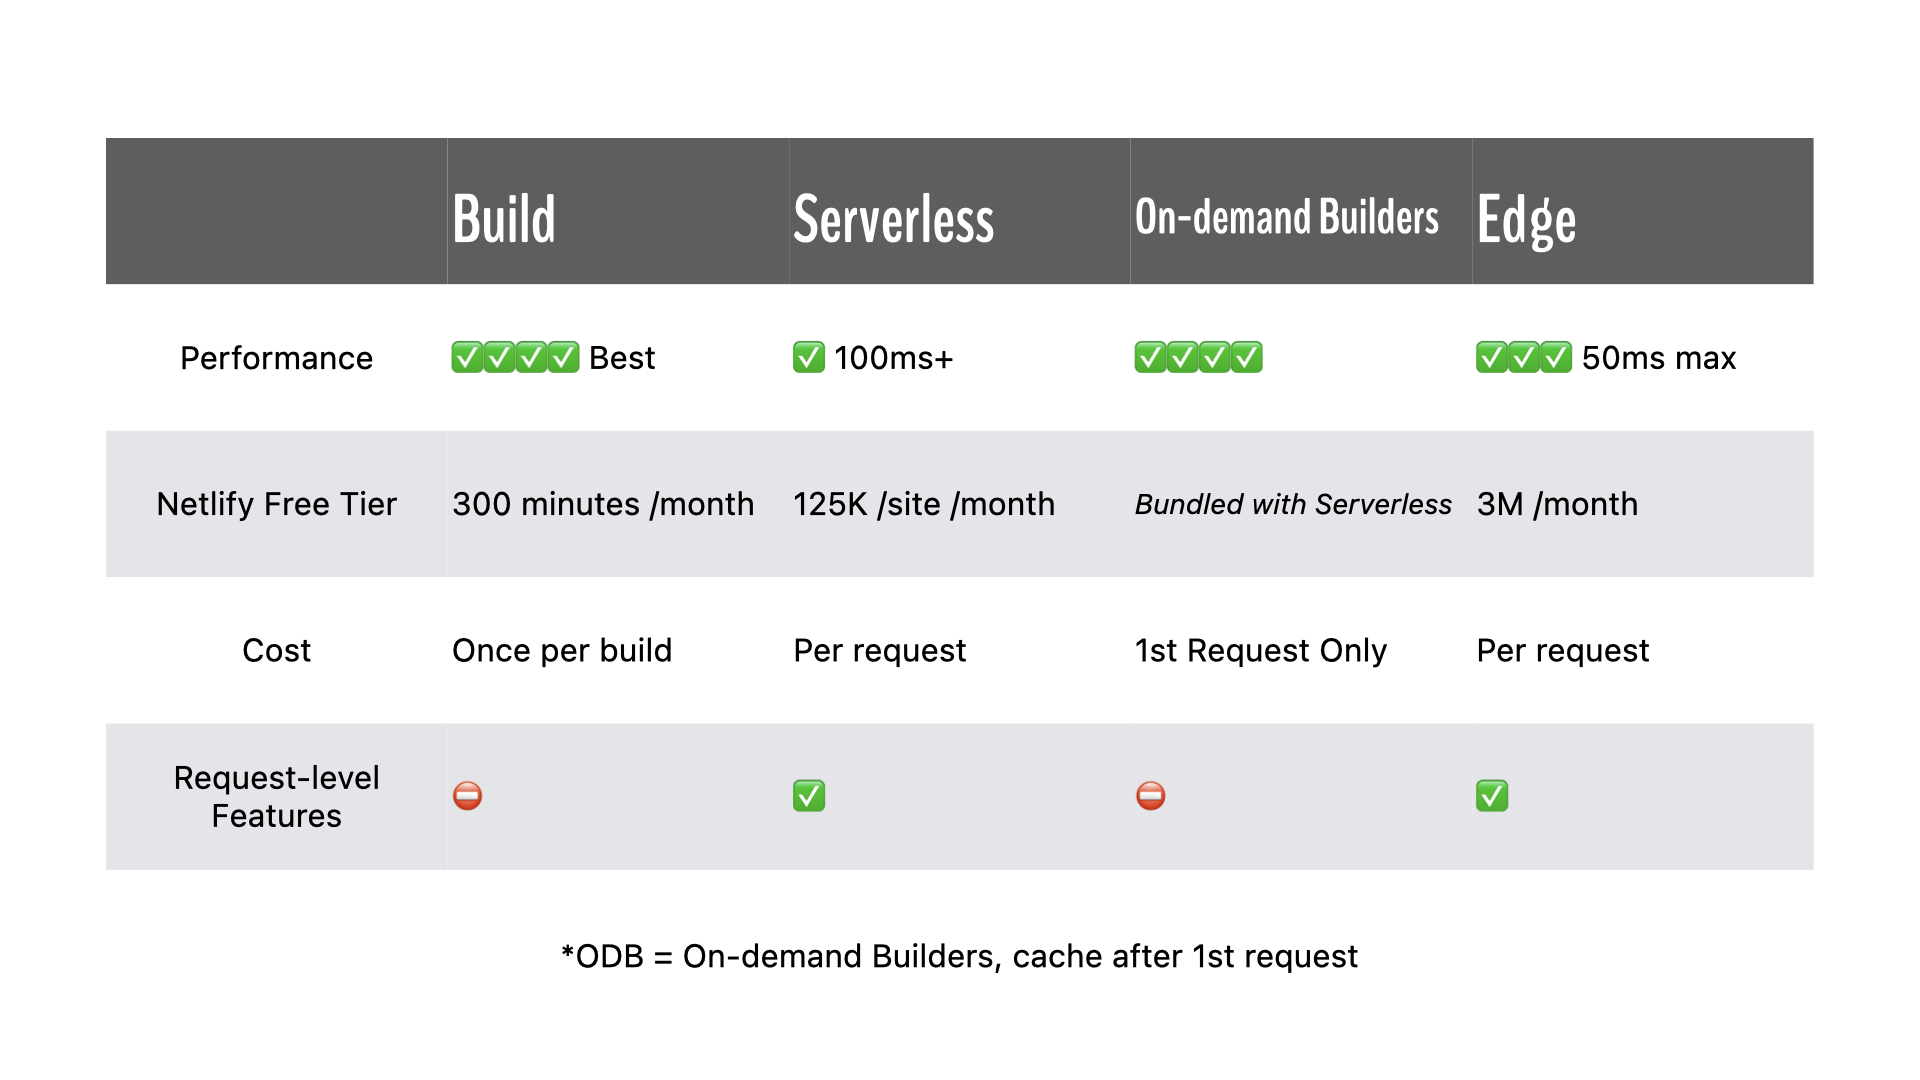 Build Serverless On-demand Builders Edge
Performance ✅✅✅✅ Best ✅ 100ms+ ✅✅✅✅ ✅✅✅ 50ms max
Netlify Free Tier 300 minutes /month 125K /site /month Bundled with Serverless 3M /month
Cost Once per build Per request 1st Request Only Per request
Request-level
Features ⛔ ✅ ⛔ ✅
*ODB = On-demand Builders, cache after 1st request